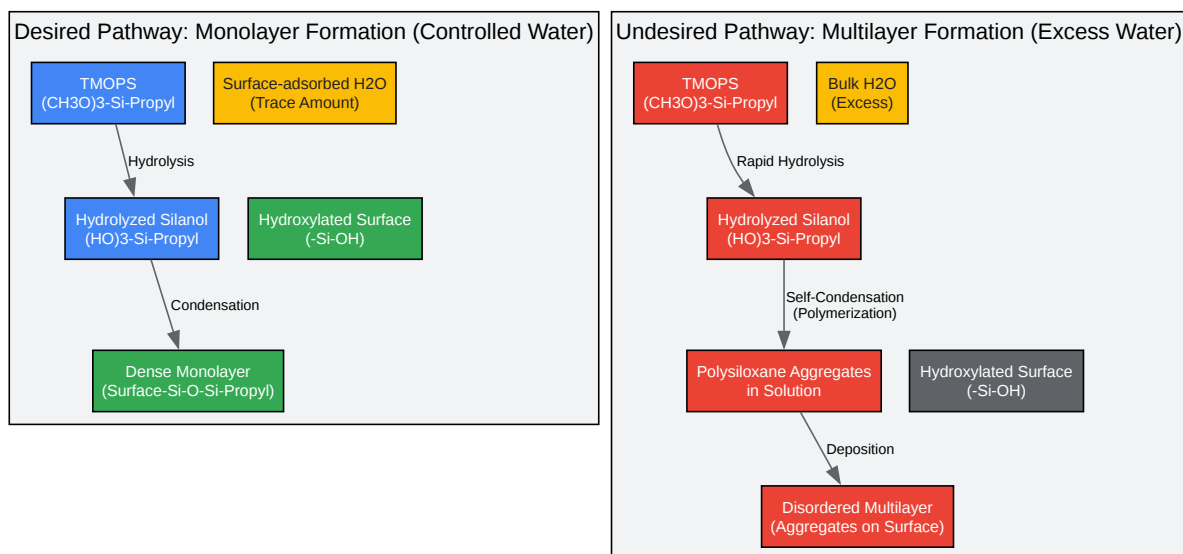 Desired Pathway: Monolayer Formation (Controlled Water)
TMOPS
(CH3O)3-Si-Propyl
Surface-adsorbed H2O
(Trace Amount)
Hydrolysis
Hydrolyzed Silanol
(HO)3-Si-Propyl
Hydroxylated Surface
(-Si-OH)
Condensation
Dense Monolayer
(Surface-Si-O-Si-Propyl)
Undesired Pathway: Multilayer Formation (Excess Water)
TMOPS
(CH3O)3-Si-Propyl
Bulk H2O
(Excess)
Rapid Hydrolysis
Hydrolyzed Silanol
(HO)3-Si-Propyl
Self-Condensation
(Polymerization)
Polysiloxane Aggregates
in Solution
Hydroxylated Surface
(-Si-OH)
Deposition
Disordered Multilayer
(Aggregates on Surface)